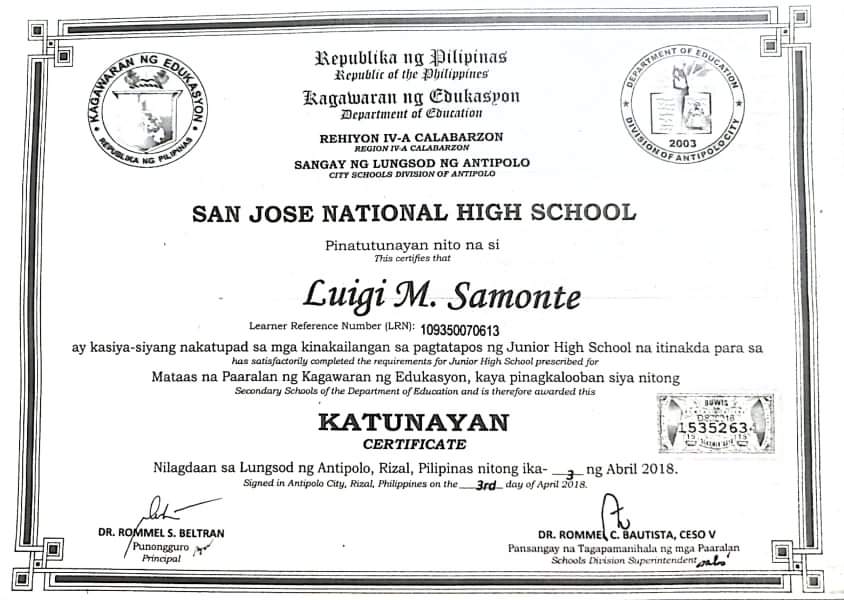 Republika ng Pilipinas
Republic of the Philippines
Kagawaran ng Edukasyon
Department of Education
REHIYON IV-A CALABARZON
REGION IV-A CALABARZON
SANGAY NG LUNGSOD NG ANTIPOLO
CITY SCHOOLS DIVISION OF ANTIPOLO
KAGAWARAN NG EDUKASYON
REPUBLIKA NG PILIPINAS
DEPARTMENT OF EDUCATION
2003
DIVISION OF ANTIPOLO CITY
SAN JOSE NATIONAL HIGH SCHOOL
Pinatutunayan nito na si
This certifies that
Luigi M. Samonte
Learner Reference Number (LRN): 109350070613
ay kasiya-siyang nakatupad sa mga kinakailangan sa pagtatapos ng Junior High School na itinakda para sa
has satisfactorily completed the requirements for Junior High School prescribed for
Mataas na Paaralan ng Kagawaran ng Edukasyon, kaya pinagkalooban siya nitong
Secondary Schools of the Department of Education and is therefore awarded this
KATUNAYAN
CERTIFICATE
1535263
Nilagdaan sa Lungsod ng Antipolo, Rizal, Pilipinas nitong ika- 3 ng Abril 2018.
Signed in Antipolo City, Rizal, Philippines on the 3rd day of April 2018.
DR. ROMMEL S. BELTRAN
Punongguro
Principal
DR. ROMMEL C. BAUTISTA, CESO V
Pansangay na Tagapamanihala ng mga Paaralan
Schools Division Superintendent